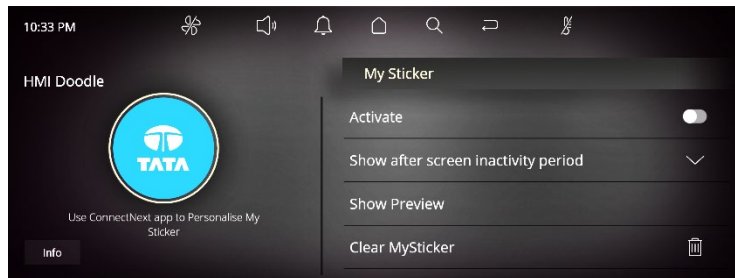 10:33 PM
HMI Doodle
TATA
Use ConnectNext app to Personalise My
Sticker
Info
My Sticker
Activate
Show after screen inactivity period
Show Preview
Clear MySticker